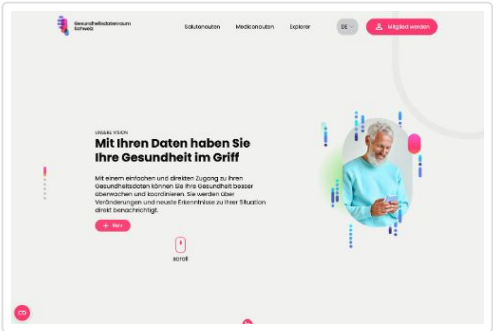 Gesundheitsdatenraum
Schweiz
Salutonauten
Mediconauten
Explorer
DE
Mitglied werden
UNSERE VISION
Mit Ihren Daten haben Sie
Ihre Gesundheit im Griff
Mit einem einfachen und direkten Zugang zu Ihren
Gesundheitsdaten können Sie Ihre Gesundheit besser
überwachen und koordinieren. Sie werden über
Veränderungen und neuste Erkenntnisse zu Ihrer Situation
direkt benachrichtigt.
+ Mehr
scroll